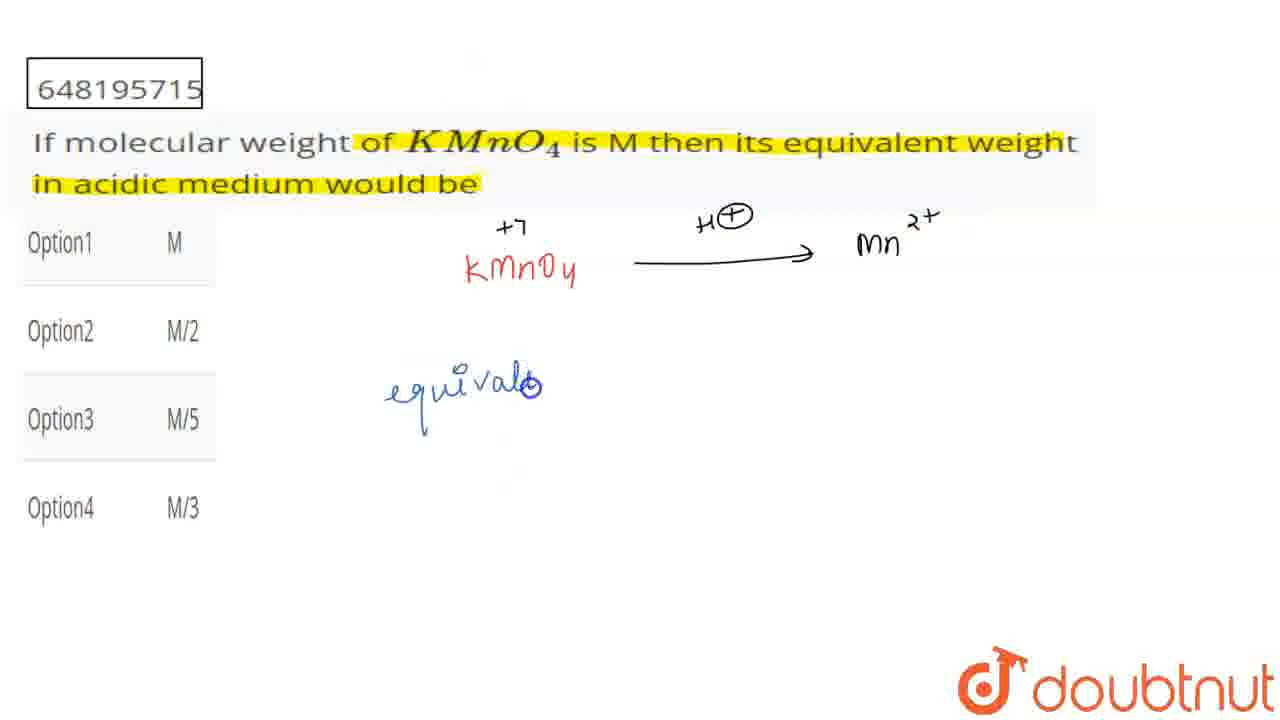 648195715
If molecular weight of KMnO₄ is M then its equivalent weight
in acidic medium would be
Option1 M
+7 H⊕ Mn²⁺
KMnO₄
Option2 M/2
equival
Option3 M/5
Option4 M/3
doubtnut